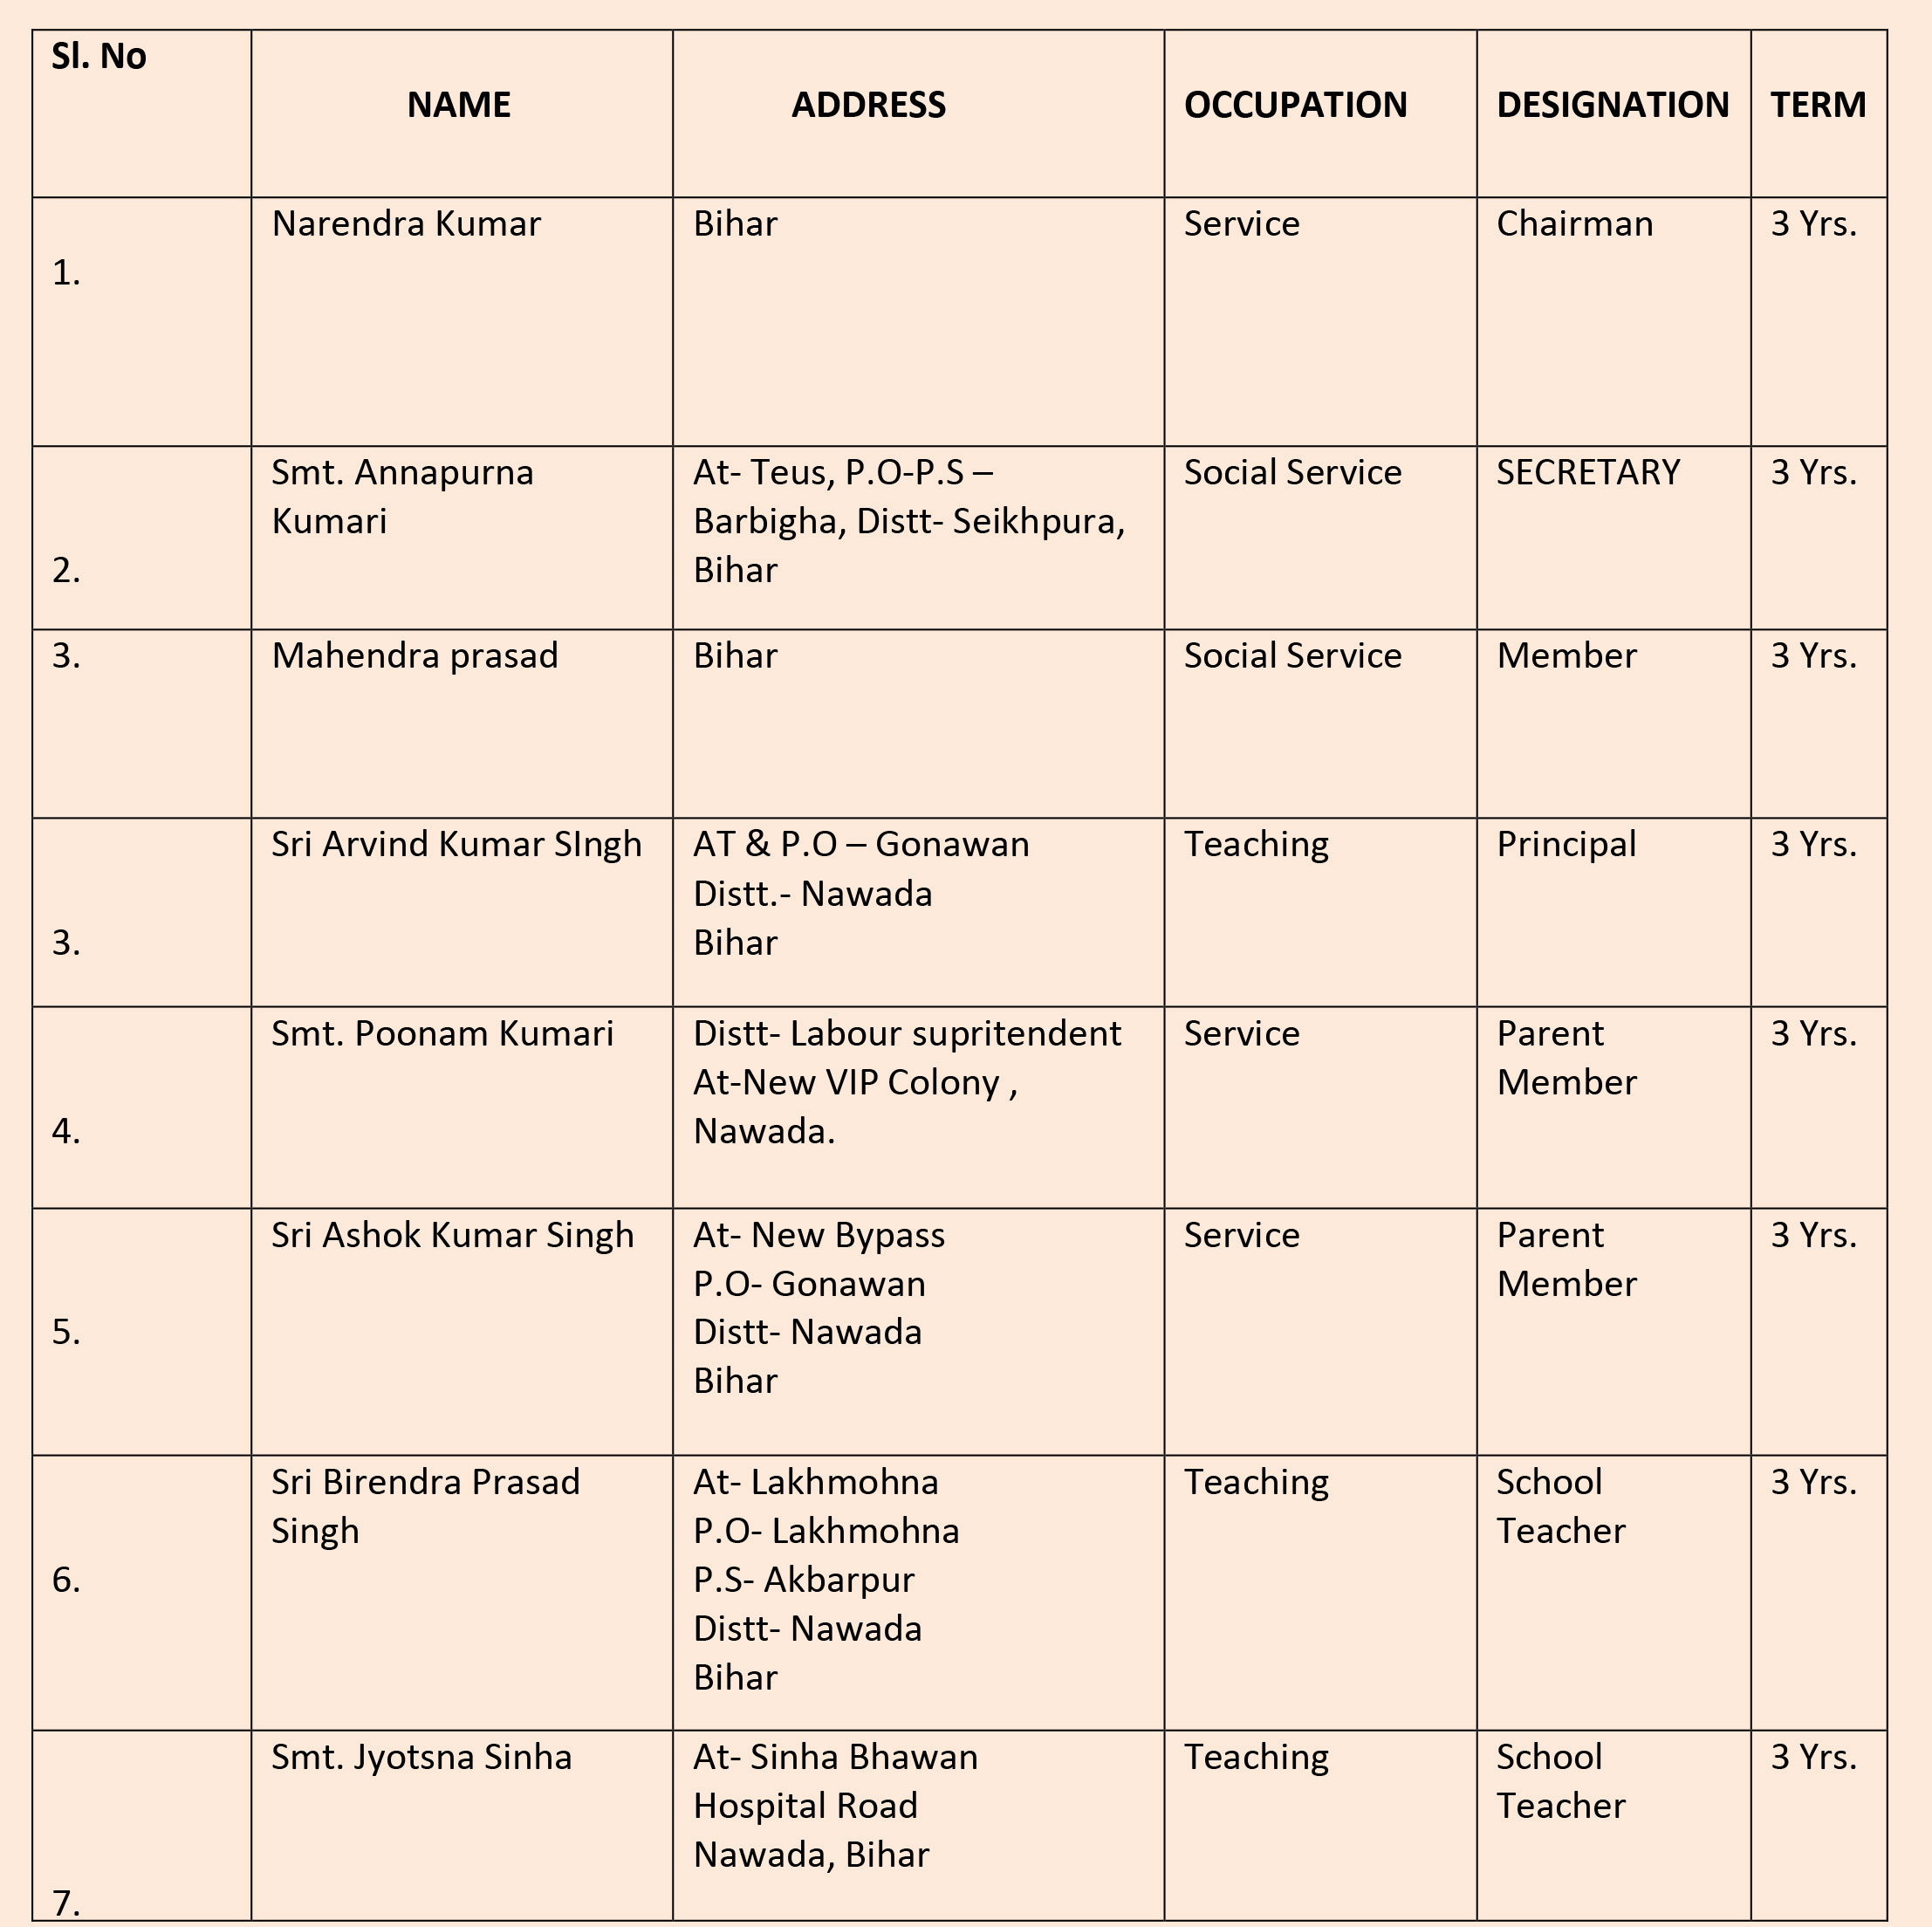 Sl. No
NAME ADDRESS OCCUPATION DESIGNATION TERM
Narendra Kumar Bihar Service Chairman 3 Yrs.
1.
Smt. Annapurna At- Teus, P.O-P.S – Social Service SECRETARY 3 Yrs.
Kumari Barbigha, Distt- Seikhpura,
2. Bihar
3. Mahendra prasad Bihar Social Service Member 3 Yrs.
Sri Arvind Kumar SIngh AT & P.O – Gonawan Teaching Principal 3 Yrs.
Distt.- Nawada
3. Bihar
Smt. Poonam Kumari Distt- Labour supritendent Service Parent 3 Yrs.
At-New VIP Colony , Member
4. Nawada.
Sri Ashok Kumar Singh At- New Bypass Service Parent 3 Yrs.
P.O- Gonawan Member
5. Distt- Nawada
Bihar
Sri Birendra Prasad At- Lakhmohna Teaching School 3 Yrs.
Singh P.O- Lakhmohna Teacher
6. P.S- Akbarpur
Distt- Nawada
Bihar
Smt. Jyotsna Sinha At- Sinha Bhawan Teaching School 3 Yrs.
Hospital Road Teacher
Nawada, Bihar
7.